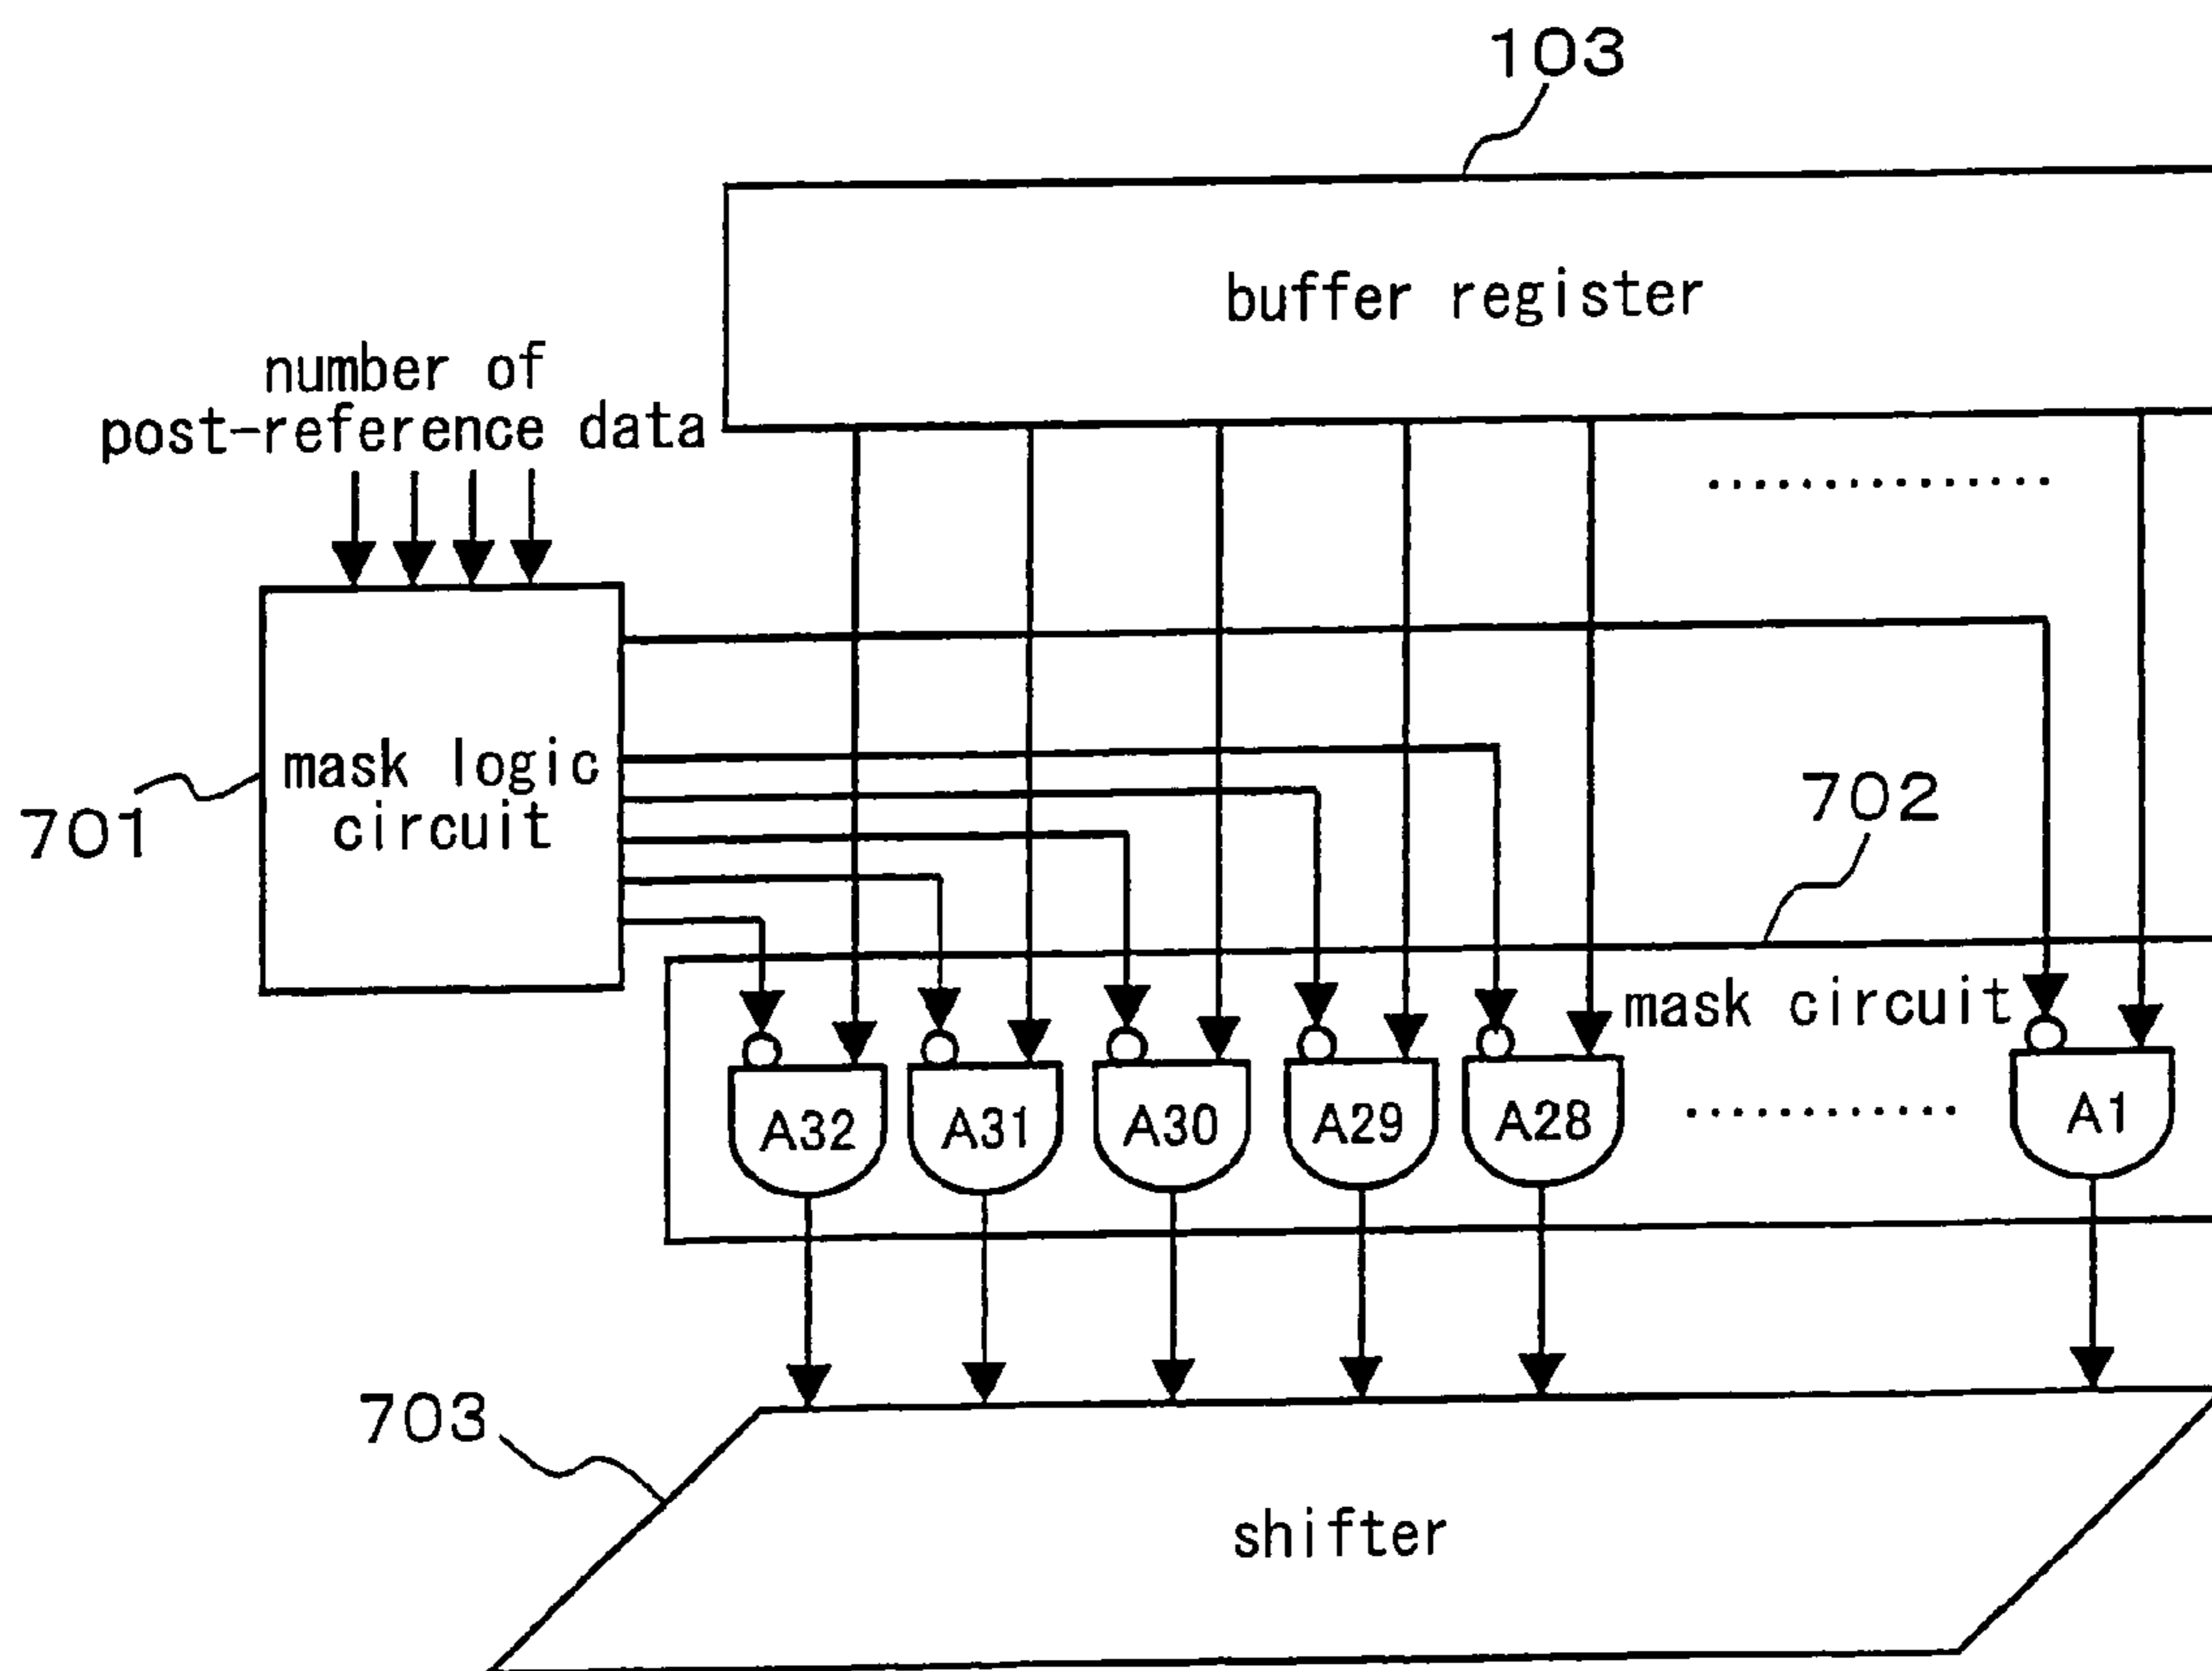 103
buffer register
number of
post-reference data
mask logic
circuit
701
702
mask circuit
A32
A31
A30
A29
A28
A1
703
shifter